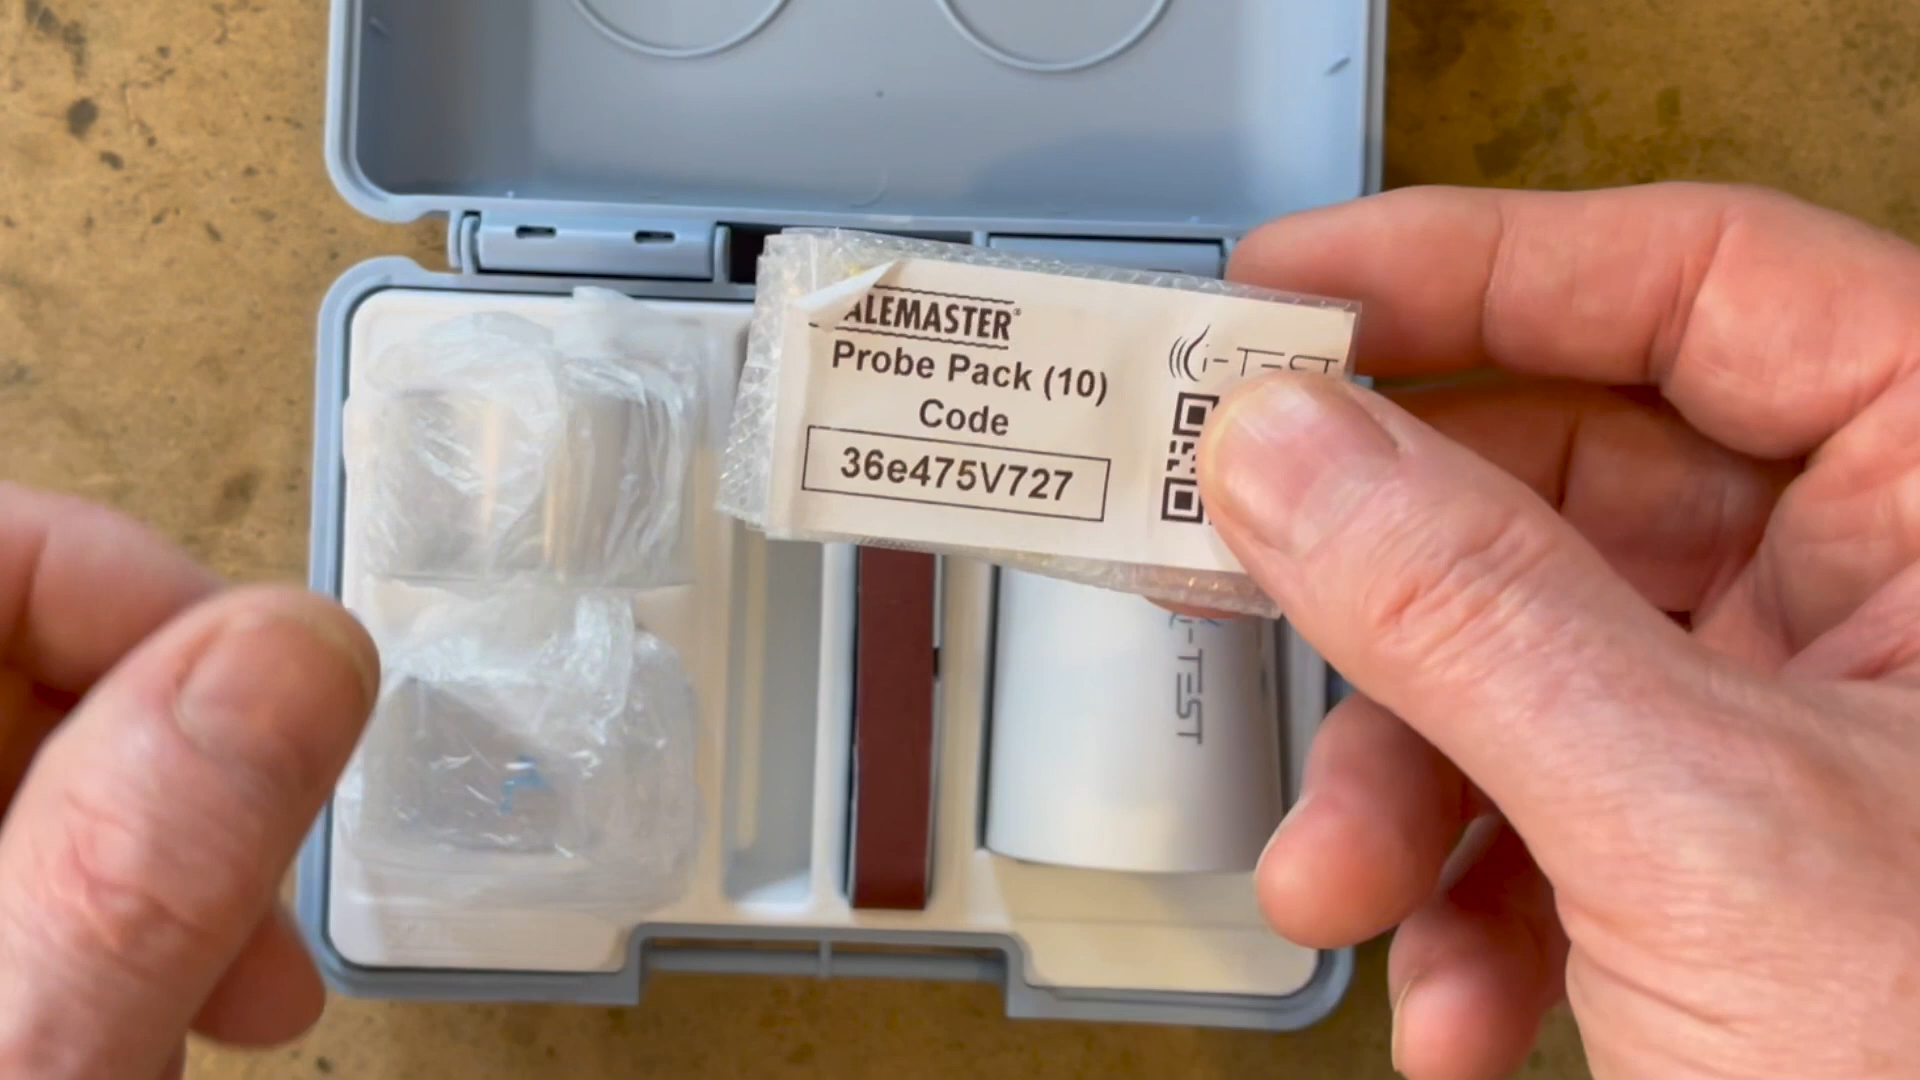 ALEMASTER®
Probe Pack (10)
Code
36e475V727
i-TEST
i-TEST